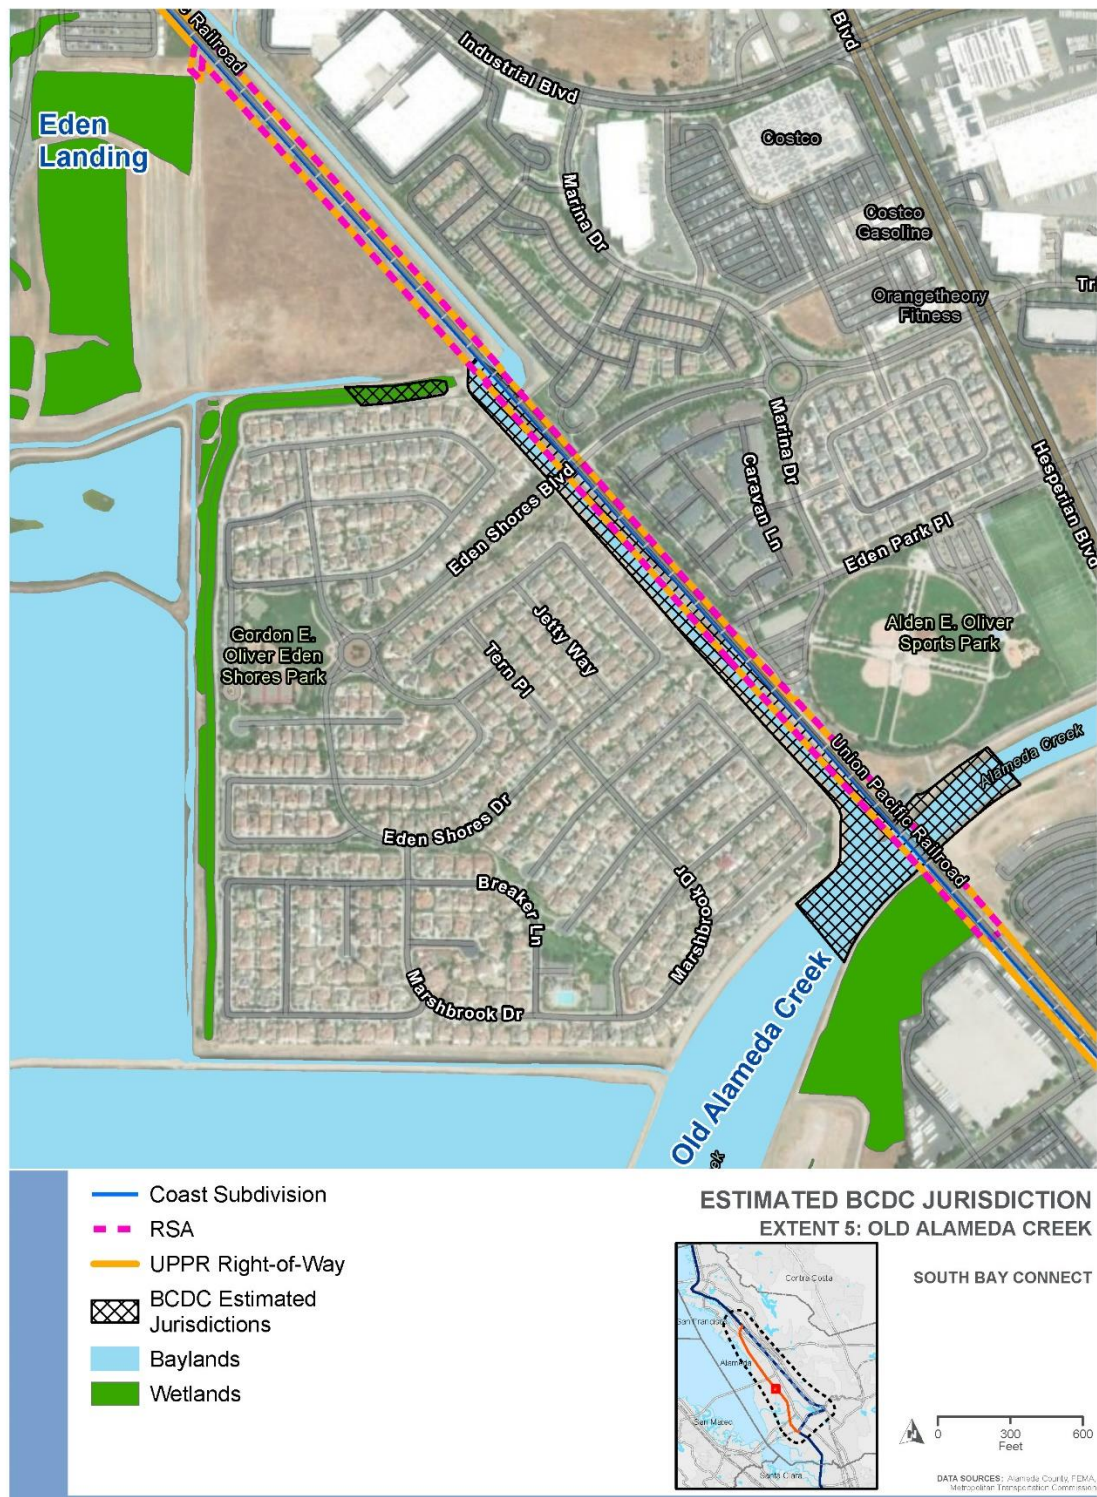 c Railroad
Industrial Blvd
Blvd
Eden
Landing
Costco
Marina Dr
Costco
Gasoline
Orangetheory
Fitness
Tr
Marina Dr
Caravan Ln
Hesperian Blvd
Eden Shores Blvd
Eden Park Pl
Gordon E.
Oliver Eden
Shores Park
Jetty Way
Tern Pl
Alden E. Oliver
Sports Park
Alameda Creek
Union Pacific Railroad
Eden Shores Dr
Breaker Ln
Marshbrook Dr
Marshbrook Dr
Old Alameda Creek
ek
Coast Subdivision
RSA
UPPR Right-of-Way
BCDC Estimated
Jurisdictions
Baylands
Wetlands
ESTIMATED BCDC JURISDICTION
EXTENT 5: OLD ALAMEDA CREEK
SOUTH BAY CONNECT
Contra Costa
San Francisco
Alameda
San Mateo
Santa Clara
0 300 600
Feet
DATA SOURCES: Alameda County, FEMA,
Metropolitan Transportation Commission